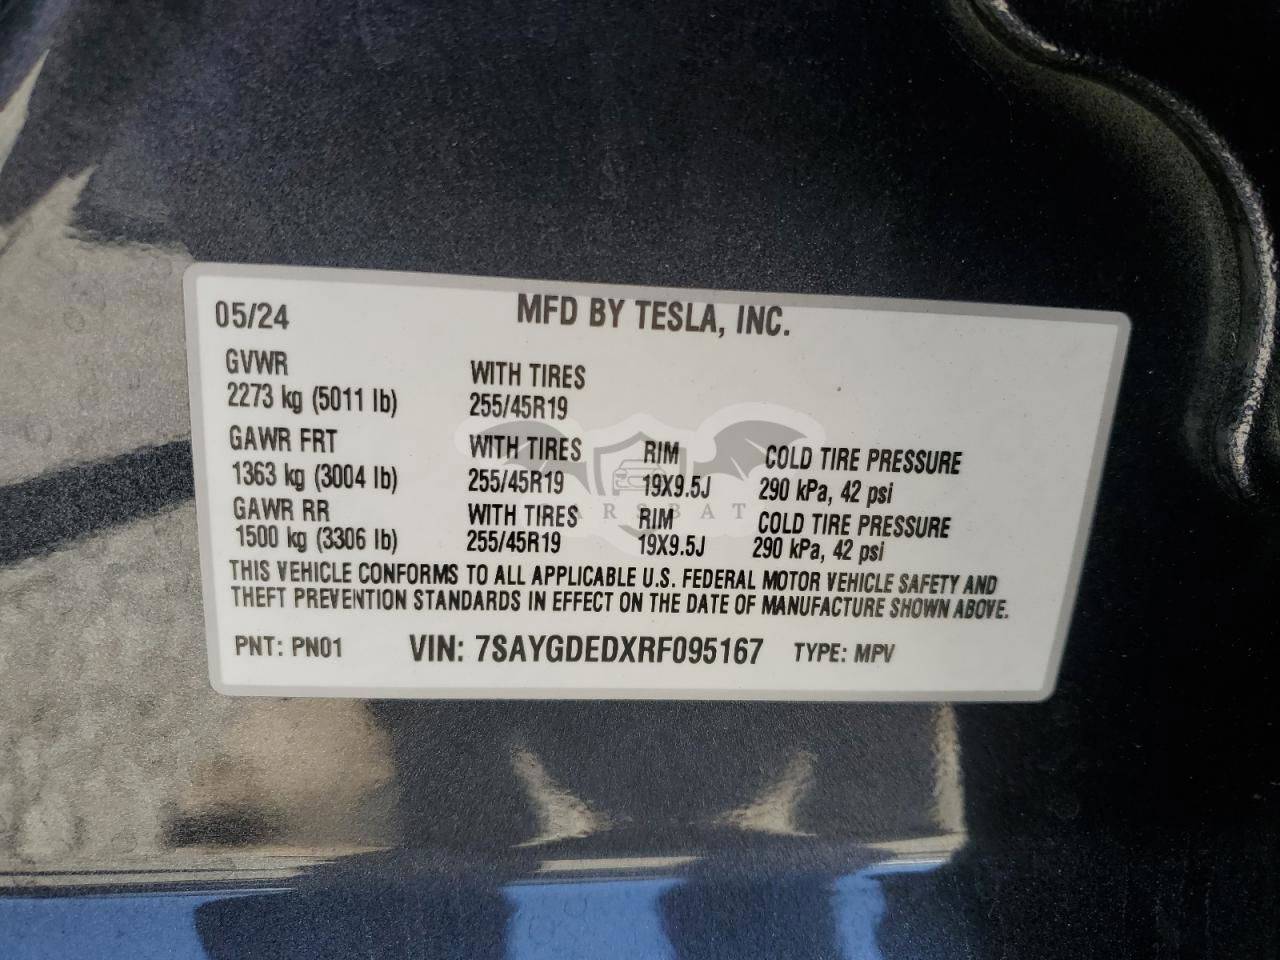 05/24 MFD BY TESLA, INC.
GVWR WITH TIRES
2273 kg (5011 lb) 255/45R19
GAWR FRT WITH TIRES RIM COLD TIRE PRESSURE
1363 kg (3004 lb) 255/45R19 19X9.5J 290 kPa, 42 psi
GAWR RR WITH TIRES RIM COLD TIRE PRESSURE
1500 kg (3306 lb) 255/45R19 19X9.5J 290 kPa, 42 psi
THIS VEHICLE CONFORMS TO ALL APPLICABLE U.S. FEDERAL MOTOR VEHICLE SAFETY AND
THEFT PREVENTION STANDARDS IN EFFECT ON THE DATE OF MANUFACTURE SHOWN ABOVE.
PNT: PN01 VIN: 7SAYGDEDXRF095167 TYPE: MPV